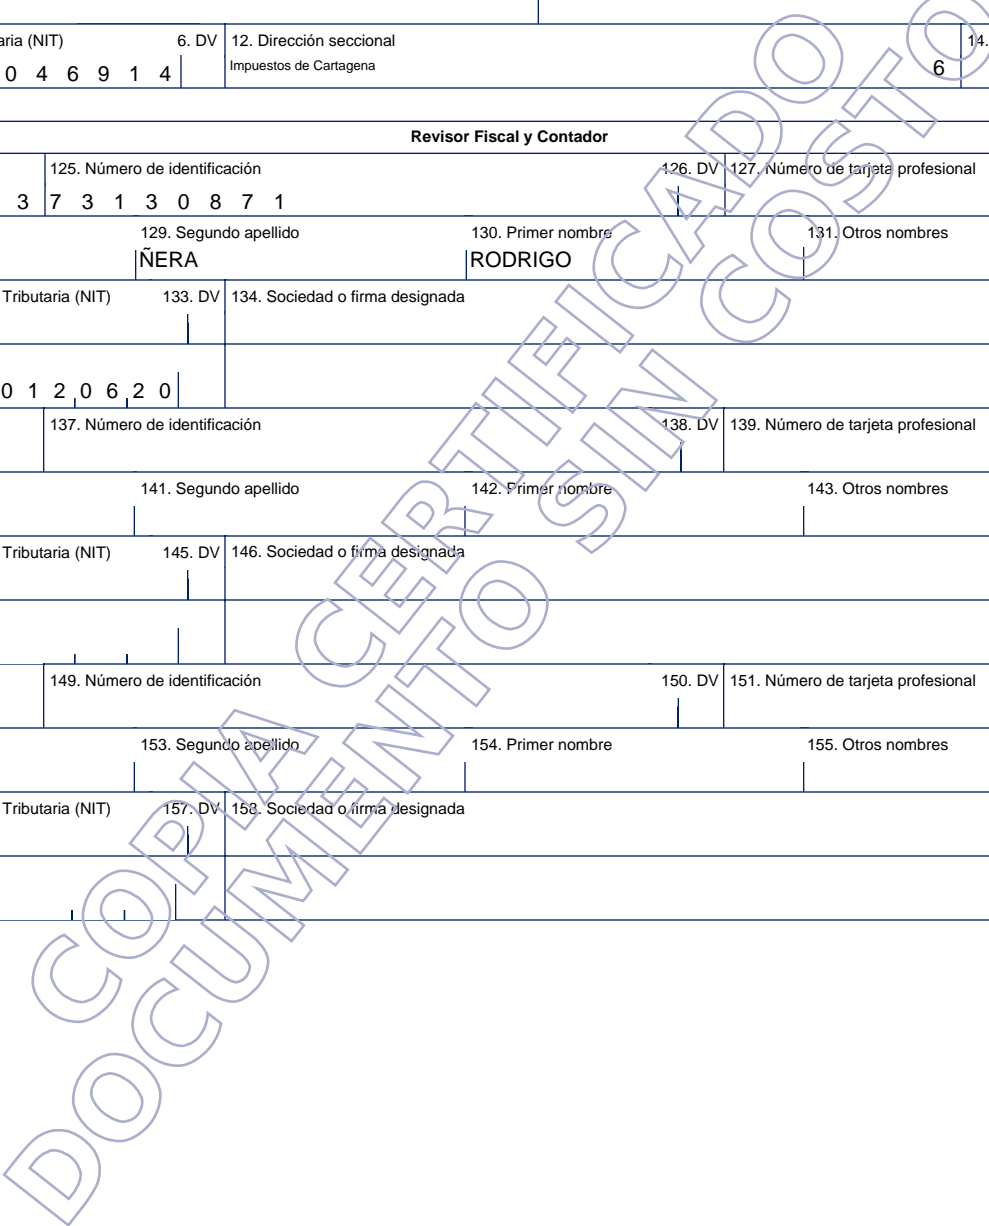 aria (NIT) 6. DV 12. Dirección seccional 14.
0 4 6 9 1 4 Impuestos de Cartagena 6
Revisor Fiscal y Contador
125. Número de identificación 126. DV 127. Número de tarjeta profesional
3 7 3 1 3 0 8 7 1
129. Segundo apellido 130. Primer nombre 131. Otros nombres
ÑERA RODRIGO
Tributaria (NIT) 133. DV 134. Sociedad o firma designada
0 1 2 0 6 2 0
137. Número de identificación 138. DV 139. Número de tarjeta profesional
141. Segundo apellido 142. Primer nombre 143. Otros nombres
Tributaria (NIT) 145. DV 146. Sociedad o firma designada
149. Número de identificación 150. DV 151. Número de tarjeta profesional
153. Segundo apellido 154. Primer nombre 155. Otros nombres
Tributaria (NIT) 157. DV 158. Sociedad o firma designada
COPIA CERTIFICADO
DOCUMENTO SIN COSTO